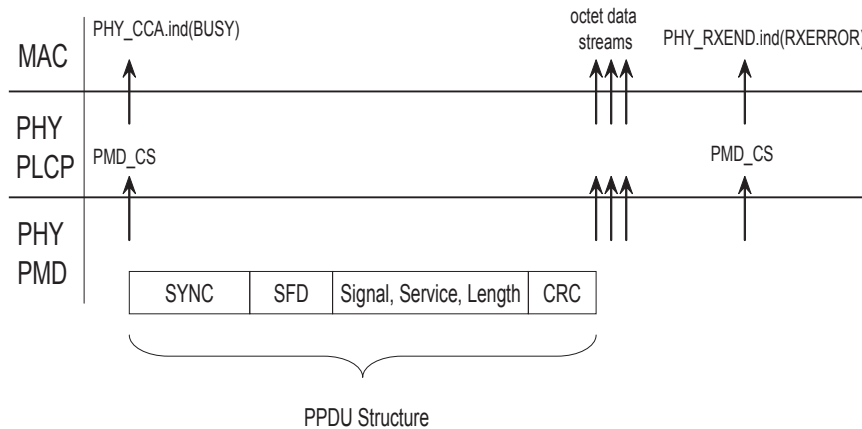 PHY_CCA.ind(BUSY)
octet data
streams
PHY_RXEND.ind(RXERROR)
MAC
PHY
PLCP
PMD_CS
PMD_CS
PHY
PMD
SYNC
SFD
Signal, Service, Length
CRC
PPDU Structure